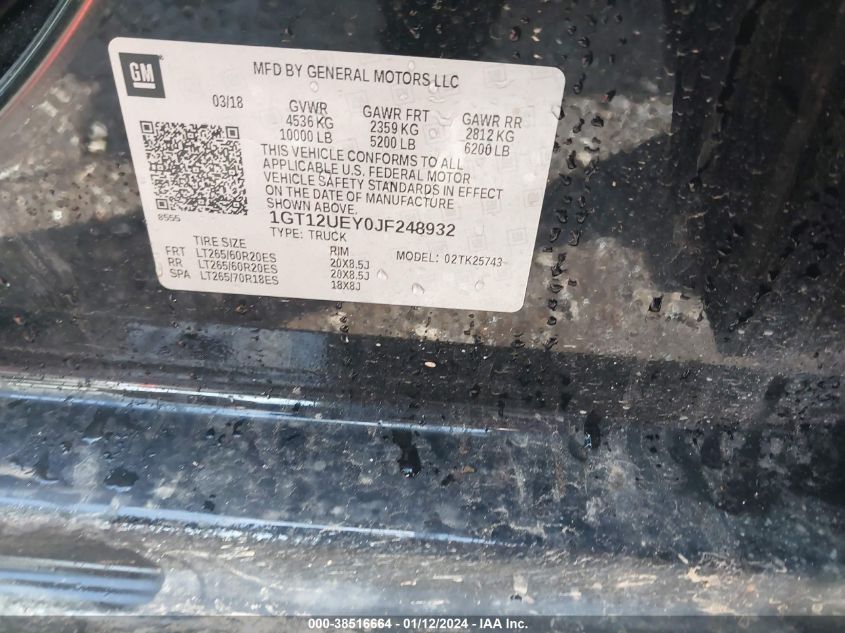 GM
MFD BY GENERAL MOTORS LLC
03/18
GVWR
4536 KG
10000 LB
GAWR FRT
2359 KG
5200 LB
GAWR RR
2812 KG
6200 LB
THIS VEHICLE CONFORMS TO ALL
APPLICABLE U.S. FEDERAL MOTOR
VEHICLE SAFETY STANDARDS IN EFFECT
ON THE DATE OF MANUFACTURE
SHOWN ABOVE.
8555
1GT12UEY0JF248932
TYPE: TRUCK
MODEL: 02TK25743
TIRE SIZE RIM
FRT LT265/60R20ES 20X8.5J
RR LT265/60R20ES 20X8.5J
SPA LT265/70R18ES 18X8J
000-38516664 - 01/12/2024 - IAA Inc.